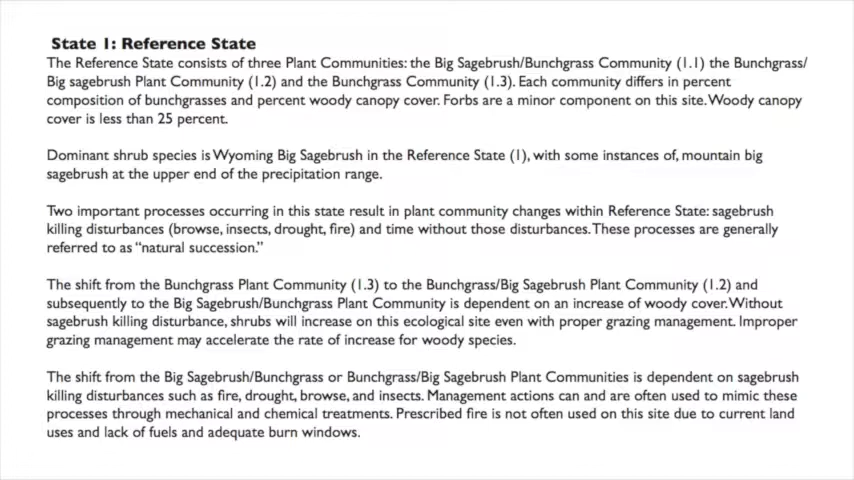 State 1: Reference State
The Reference State consists of three Plant Communities: the Big Sagebrush/Bunchgrass Community (1.1) the Bunchgrass/
Big sagebrush Plant Community (1.2) and the Bunchgrass Community (1.3). Each community differs in percent
composition of bunchgrasses and percent woody canopy cover. Forbs are a minor component on this site. Woody canopy
cover is less than 25 percent.
Dominant shrub species is Wyoming Big Sagebrush in the Reference State (1), with some instances of, mountain big
sagebrush at the upper end of the precipitation range.
Two important processes occurring in this state result in plant community changes within Reference State: sagebrush
killing disturbances (browse, insects, drought, fire) and time without those disturbances. These processes are generally
referred to as “natural succession.”
The shift from the Bunchgrass Plant Community (1.3) to the Bunchgrass/Big Sagebrush Plant Community (1.2) and
subsequently to the Big Sagebrush/Bunchgrass Plant Community is dependent on an increase of woody cover. Without
sagebrush killing disturbance, shrubs will increase on this ecological site even with proper grazing management. Improper
grazing management may accelerate the rate of increase for woody species.
The shift from the Big Sagebrush/Bunchgrass or Bunchgrass/Big Sagebrush Plant Communities is dependent on sagebrush
killing disturbances such as fire, drought, browse, and insects. Management actions can and are often used to mimic these
processes through mechanical and chemical treatments. Prescribed fire is not often used on this site due to current land
uses and lack of fuels and adequate burn windows.